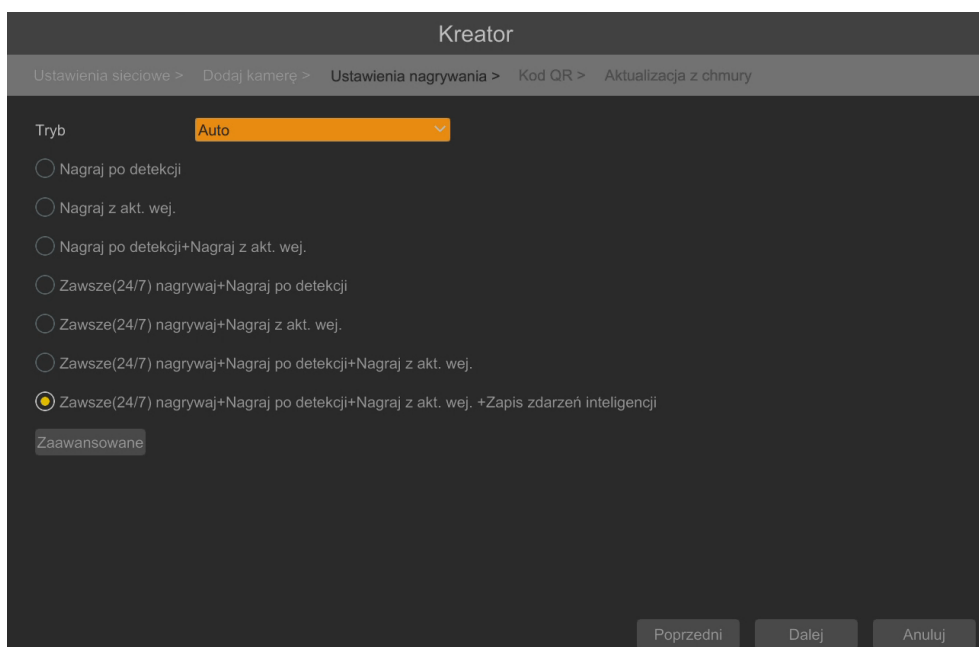 Kreator
Ustawienia sieciowe > Dodaj kamerę > Ustawienia nagrywania > Kod QR > Aktualizacja z chmury
Tryb Auto
Nagraj po detekcji
Nagraj z akt. wej.
Nagraj po detekcji+Nagraj z akt. wej.
Zawsze(24/7) nagrywaj+Nagraj po detekcji
Zawsze(24/7) nagrywaj+Nagraj z akt. wej.
Zawsze(24/7) nagrywaj+Nagraj po detekcji+Nagraj z akt. wej.
Zawsze(24/7) nagrywaj+Nagraj po detekcji+Nagraj z akt. wej. +Zapis zdarzeń inteligencji
Zaawansowane
Poprzedni Dalej Anuluj